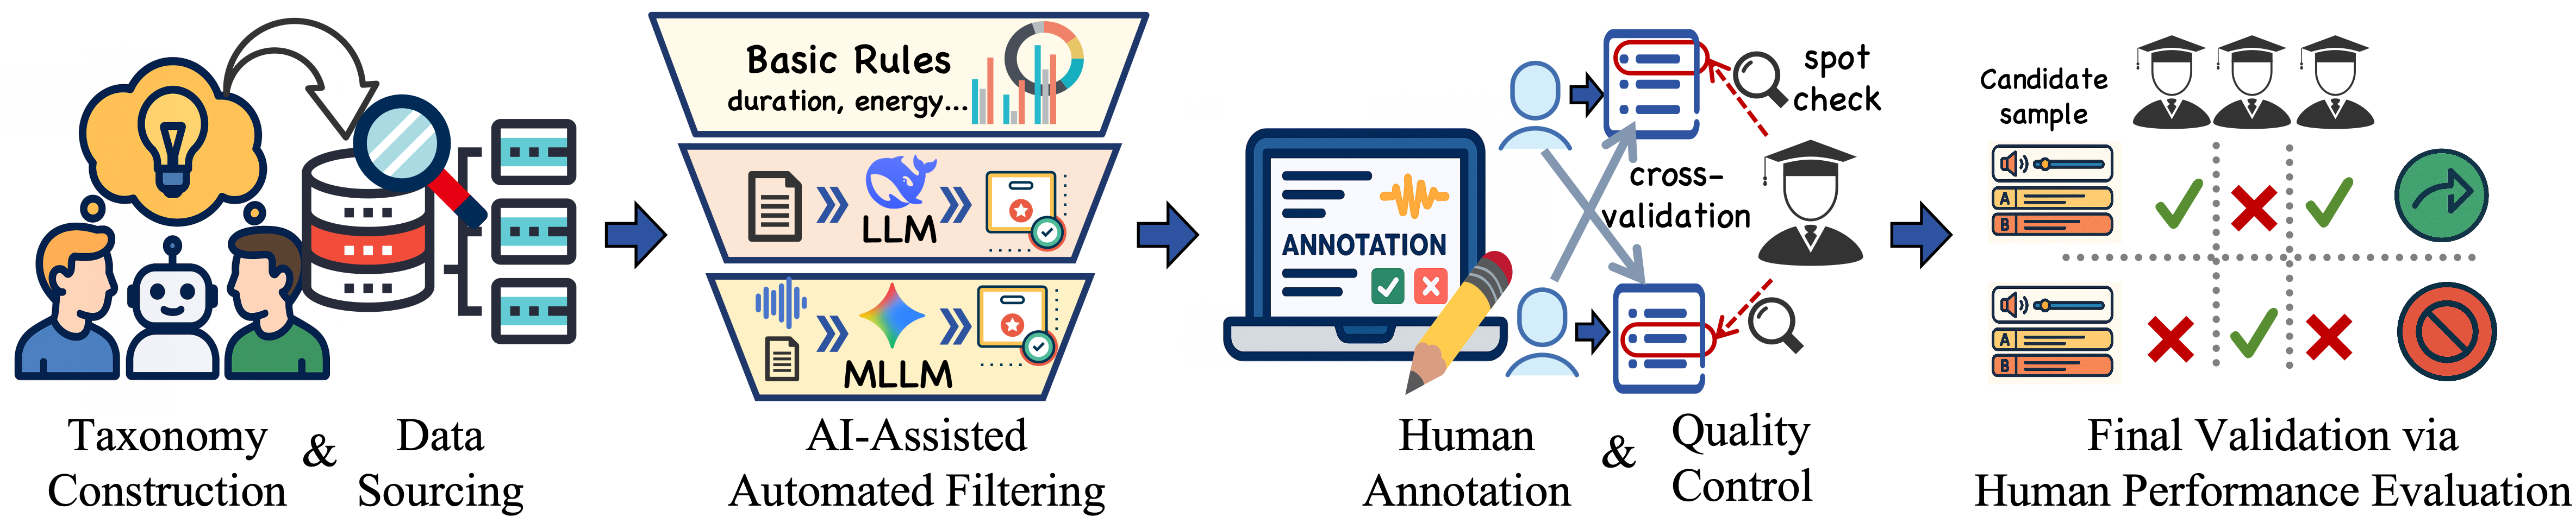 Basic Rules
duration, energy...
LLM
MLLM
ANNOTATION
spot
check
cross-
validation
Candidate
sample
A
B
A
B
Taxonomy
Construction
&
Data
Sourcing
AI-Assisted
Automated Filtering
Human
Annotation
&
Quality
Control
Final Validation via
Human Performance Evaluation